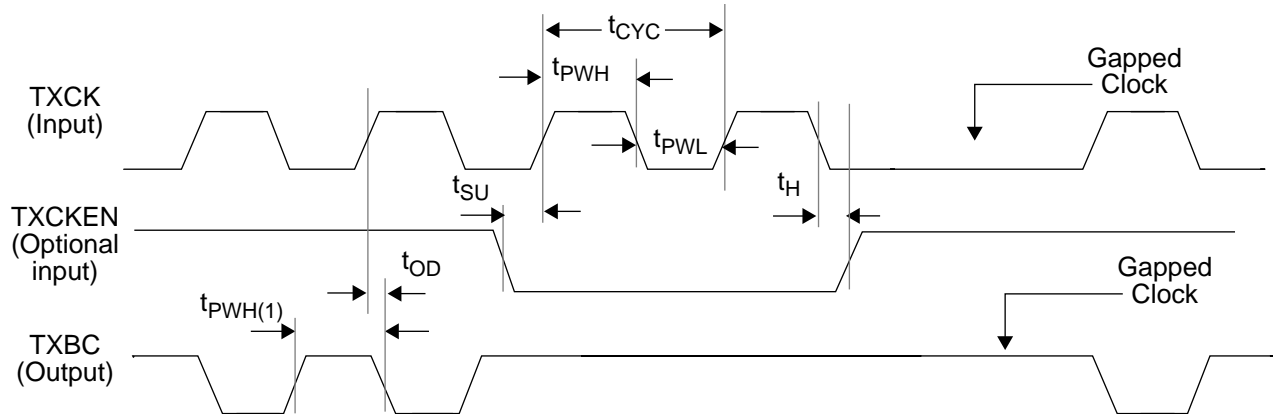 tCYC
tPWH
Gapped
Clock
TXCK
(Input)
tPWL
tSU
tH
TXCKEN
(Optional
input)
tOD
Gapped
Clock
tPWH(1)
TXBC
(Output)